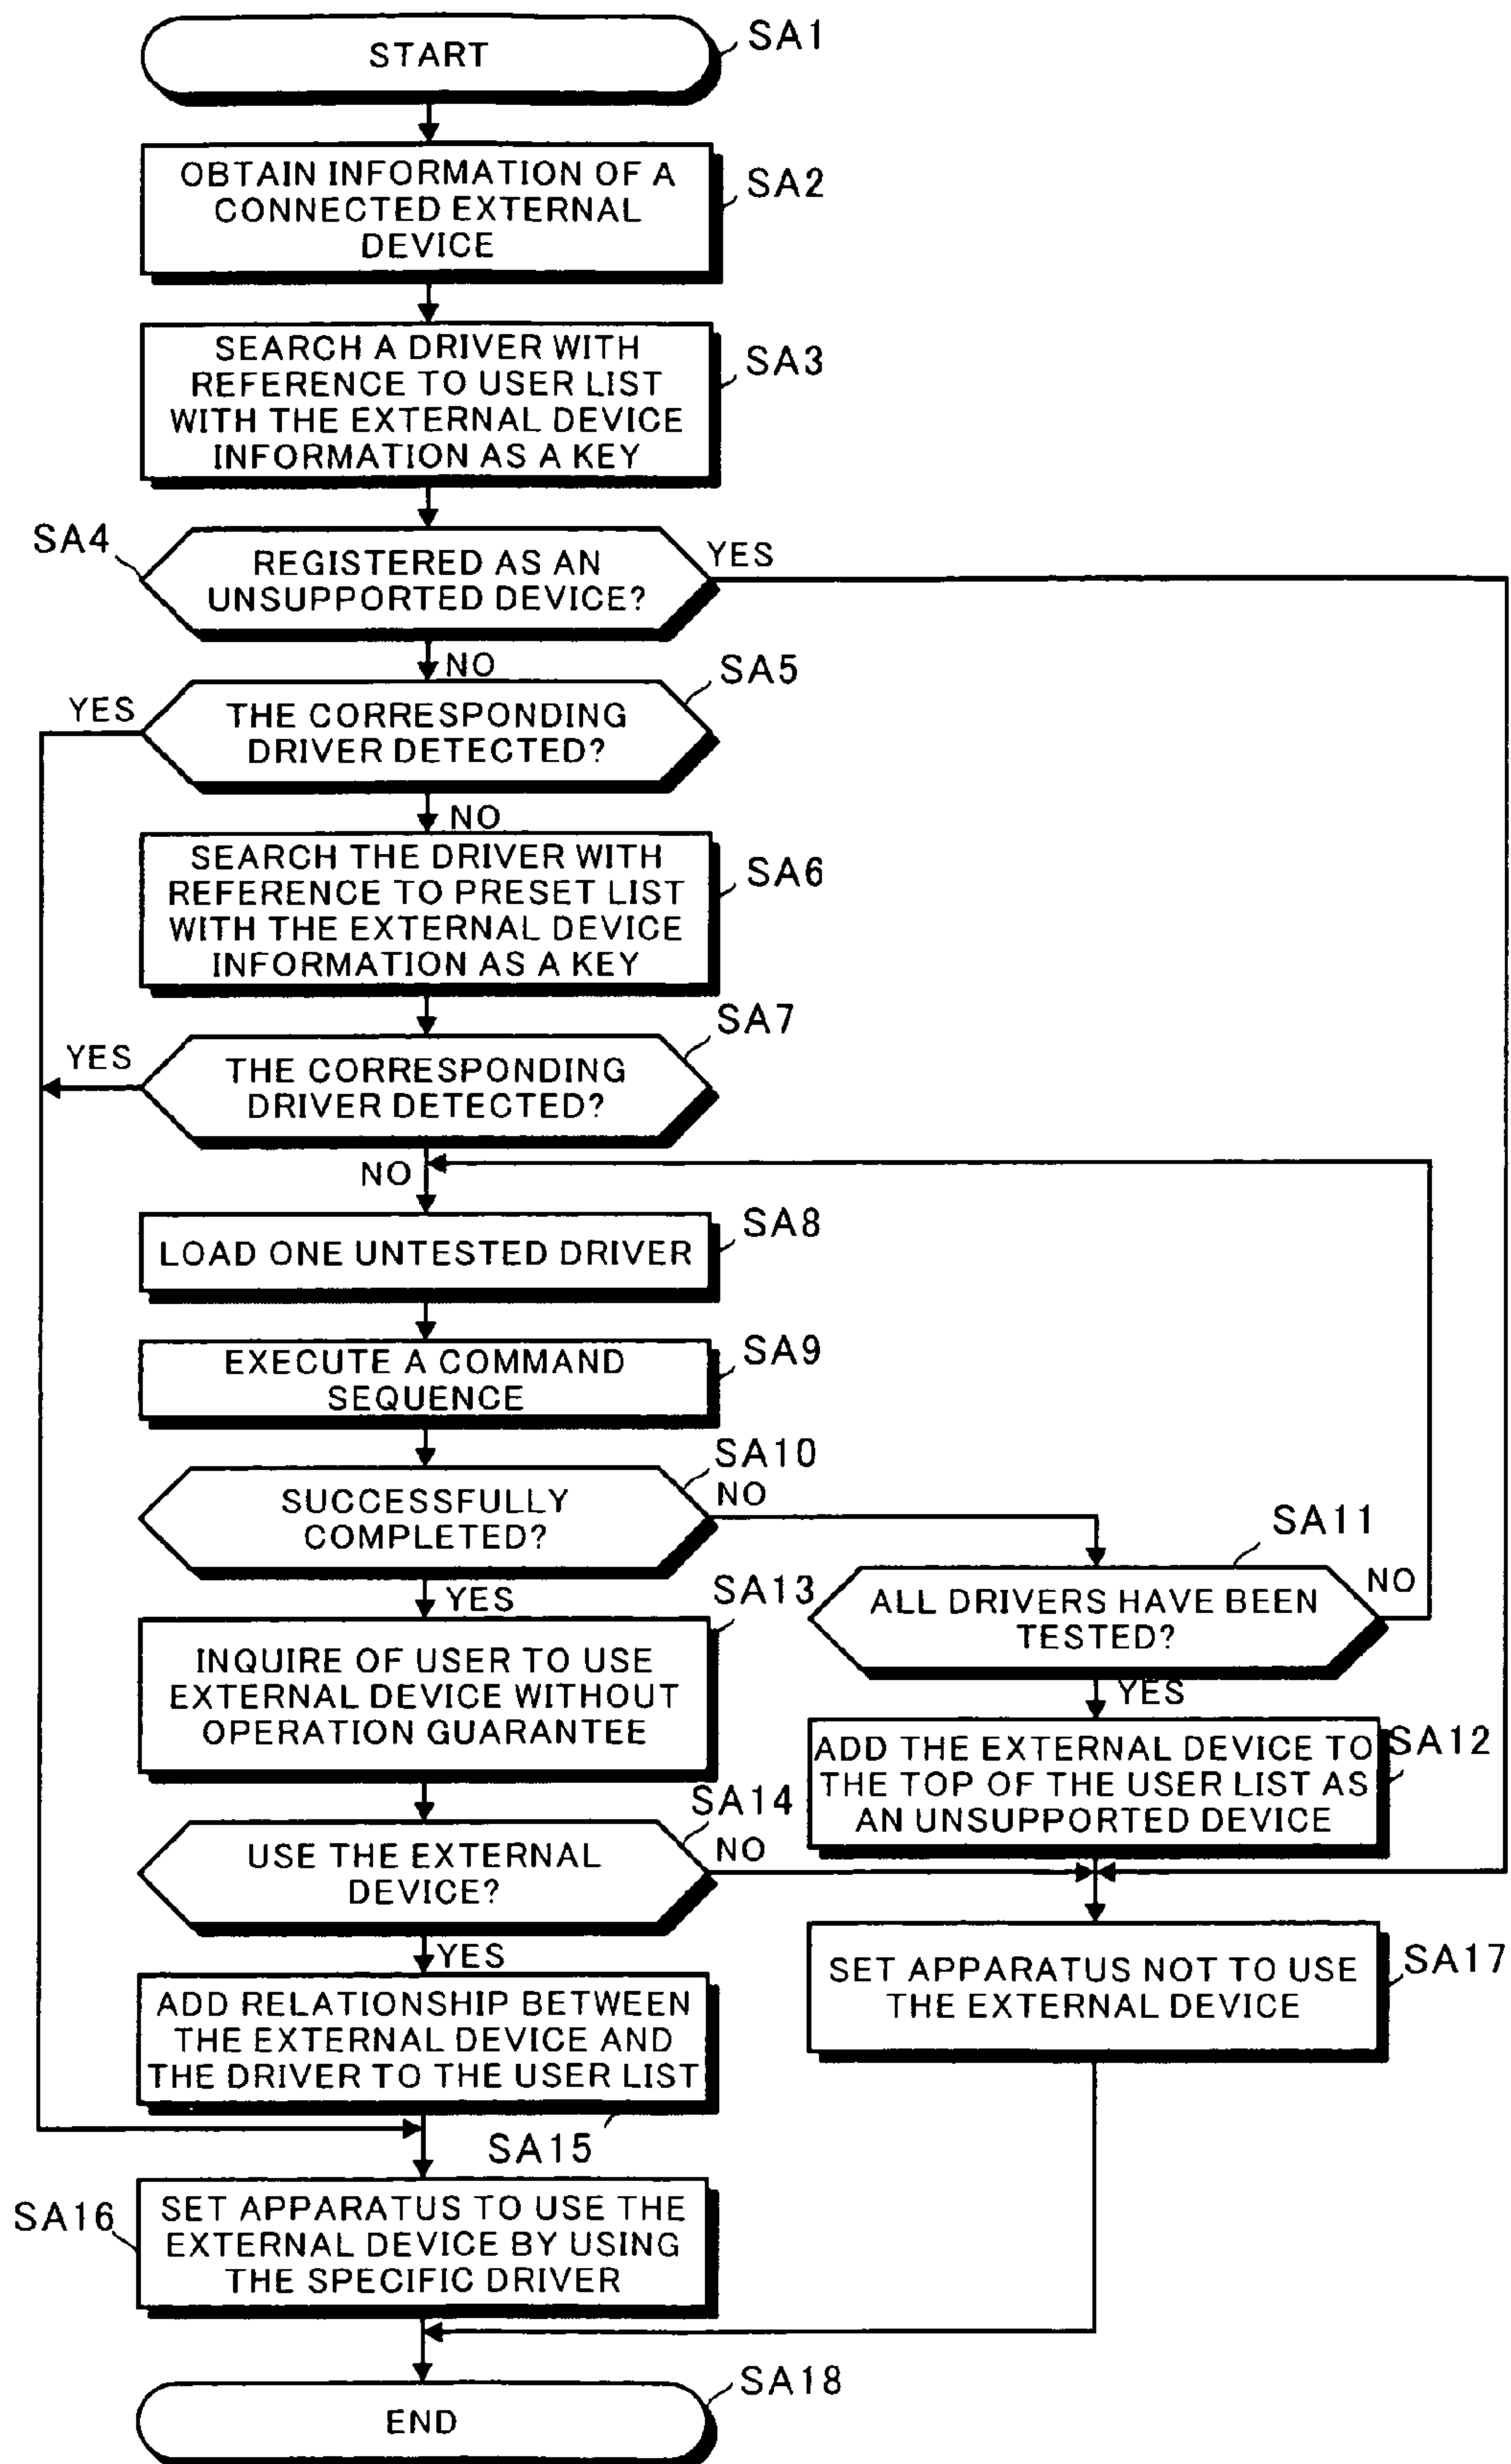 START
SA1
OBTAIN INFORMATION OF A
CONNECTED EXTERNAL
DEVICE
SA2
SEARCH A DRIVER WITH
REFERENCE TO USER LIST
WITH THE EXTERNAL DEVICE
INFORMATION AS A KEY
SA3
SA4
REGISTERED AS AN
UNSUPPORTED DEVICE?
YES
NO
SA5
YES
THE CORRESPONDING
DRIVER DETECTED?
NO
SEARCH THE DRIVER WITH
REFERENCE TO PRESET LIST
WITH THE EXTERNAL DEVICE
INFORMATION AS A KEY
SA6
SA7
YES
THE CORRESPONDING
DRIVER DETECTED?
NO
LOAD ONE UNTESTED DRIVER
SA8
EXECUTE A COMMAND
SEQUENCE
SA9
SA10
SUCCESSFULLY
COMPLETED?
NO
YES
SA11
ALL DRIVERS HAVE BEEN
TESTED?
NO
YES
SA13
INQUIRE OF USER TO USE
EXTERNAL DEVICE WITHOUT
OPERATION GUARANTEE
ADD THE EXTERNAL DEVICE TO
THE TOP OF THE USER LIST AS
AN UNSUPPORTED DEVICE
SA12
SA14
USE THE EXTERNAL
DEVICE?
NO
YES
SET APPARATUS NOT TO USE
THE EXTERNAL DEVICE
SA17
ADD RELATIONSHIP BETWEEN
THE EXTERNAL DEVICE AND
THE DRIVER TO THE USER LIST
SA15
SA16
SET APPARATUS TO USE THE
EXTERNAL DEVICE BY USING
THE SPECIFIC DRIVER
END
SA18